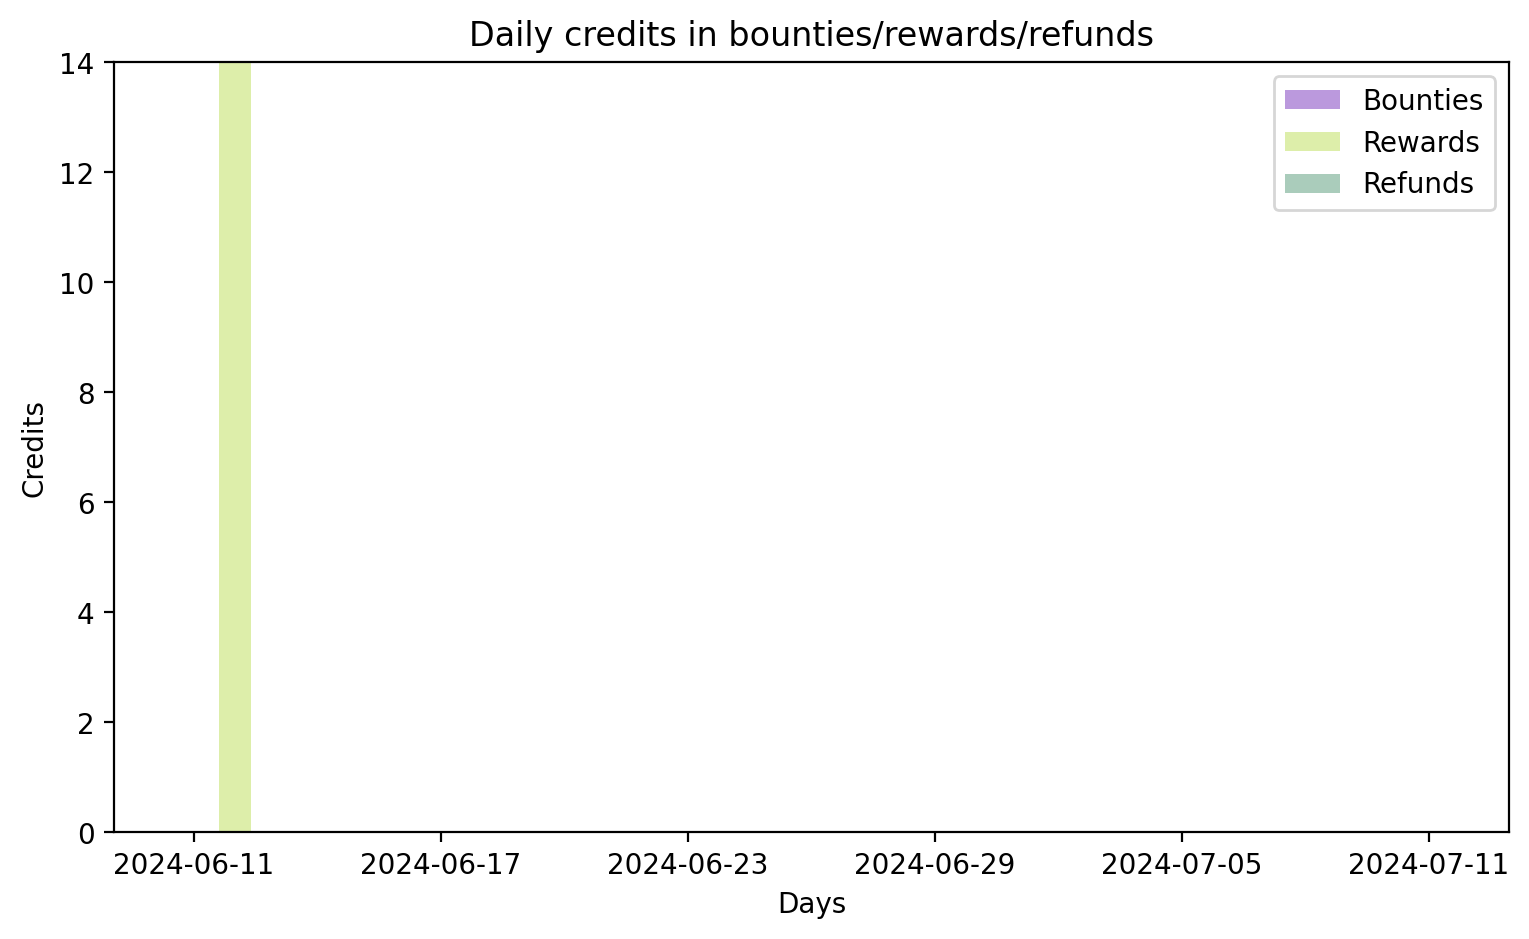 Daily credits in bounties/rewards/refunds
14
12
10
8
6
4
2
0
Credits
Bounties
Rewards
Refunds
2024-06-11 2024-06-17 2024-06-23 2024-06-29 2024-07-05 2024-07-11
Days